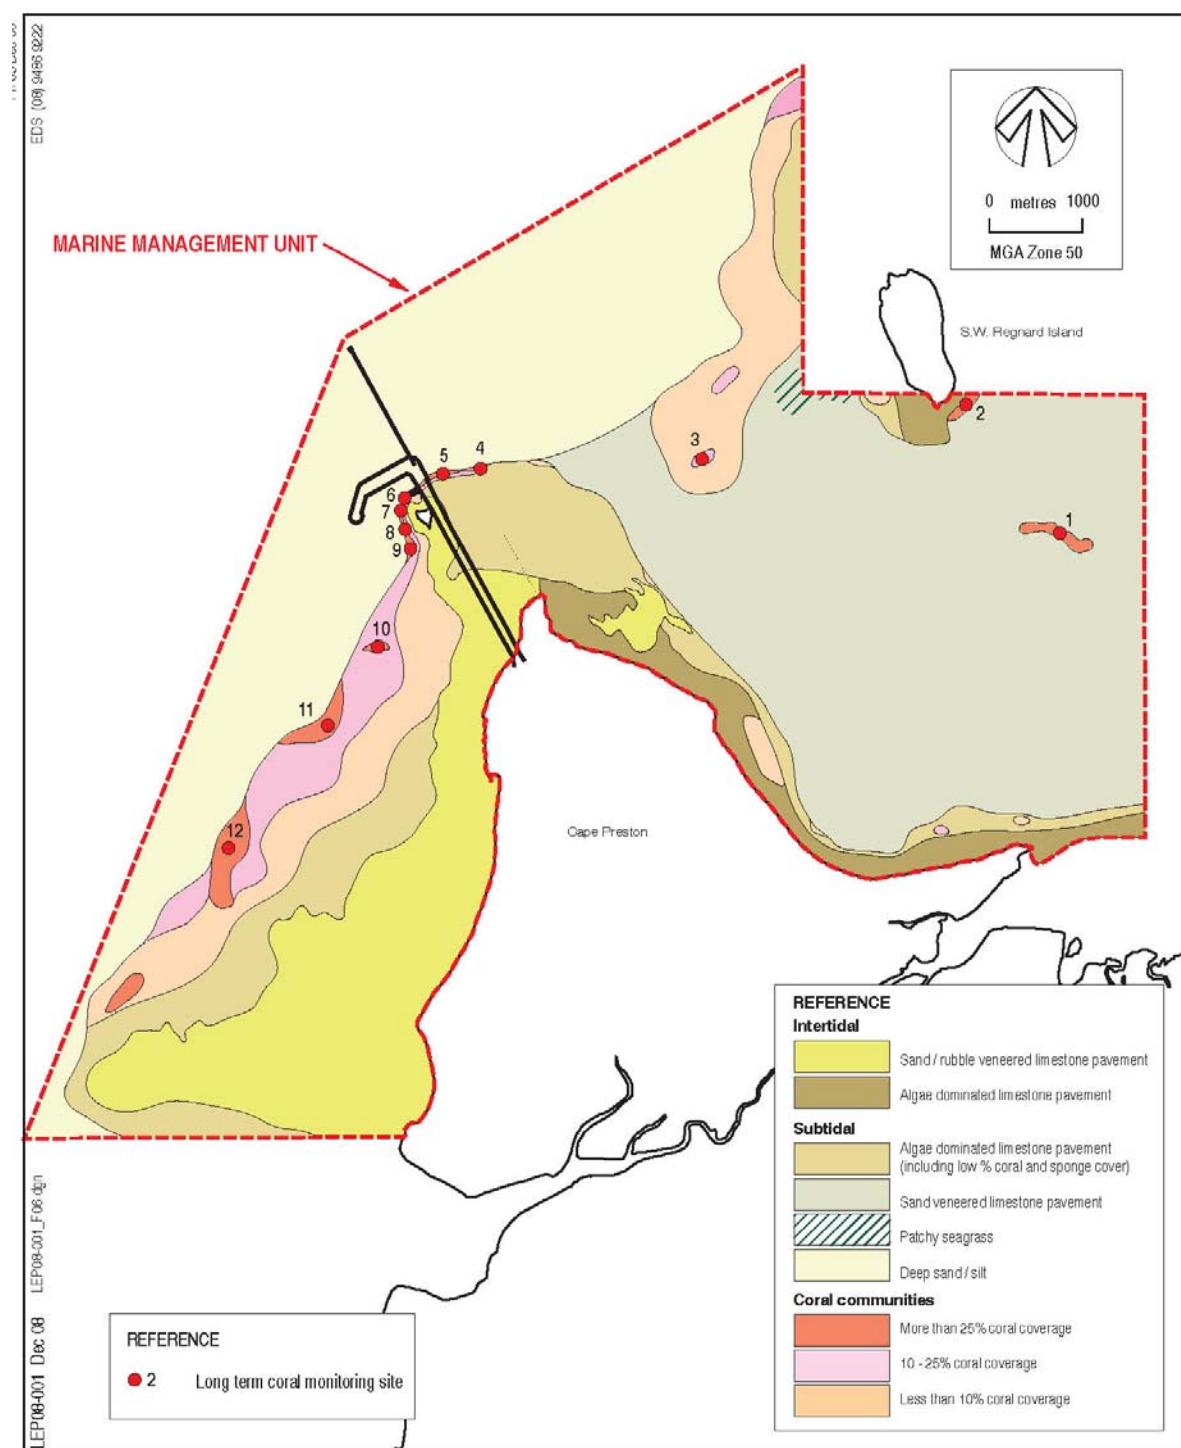 EDS (08) 9486 9222
0 metres 1000
MGA Zone 50
MARINE MANAGEMENT UNIT
S.W. Regnard Island
2
3
4
5
6
7
8
9
1
10
11
12
Cape Preston
REFERENCE
Intertidal
Sand / rubble veneered limestone pavement
Algae dominated limestone pavement
Subtidal
Algae dominated limestone pavement
(including low % coral and sponge cover)
Sand veneered limestone pavement
Patchy seagrass
Deep sand / silt
Coral communities
More than 25% coral coverage
10 - 25% coral coverage
Less than 10% coral coverage
REFERENCE
2 Long term coral monitoring site
LEP08-001 Dec 08 LEP08-001_F06.dgn